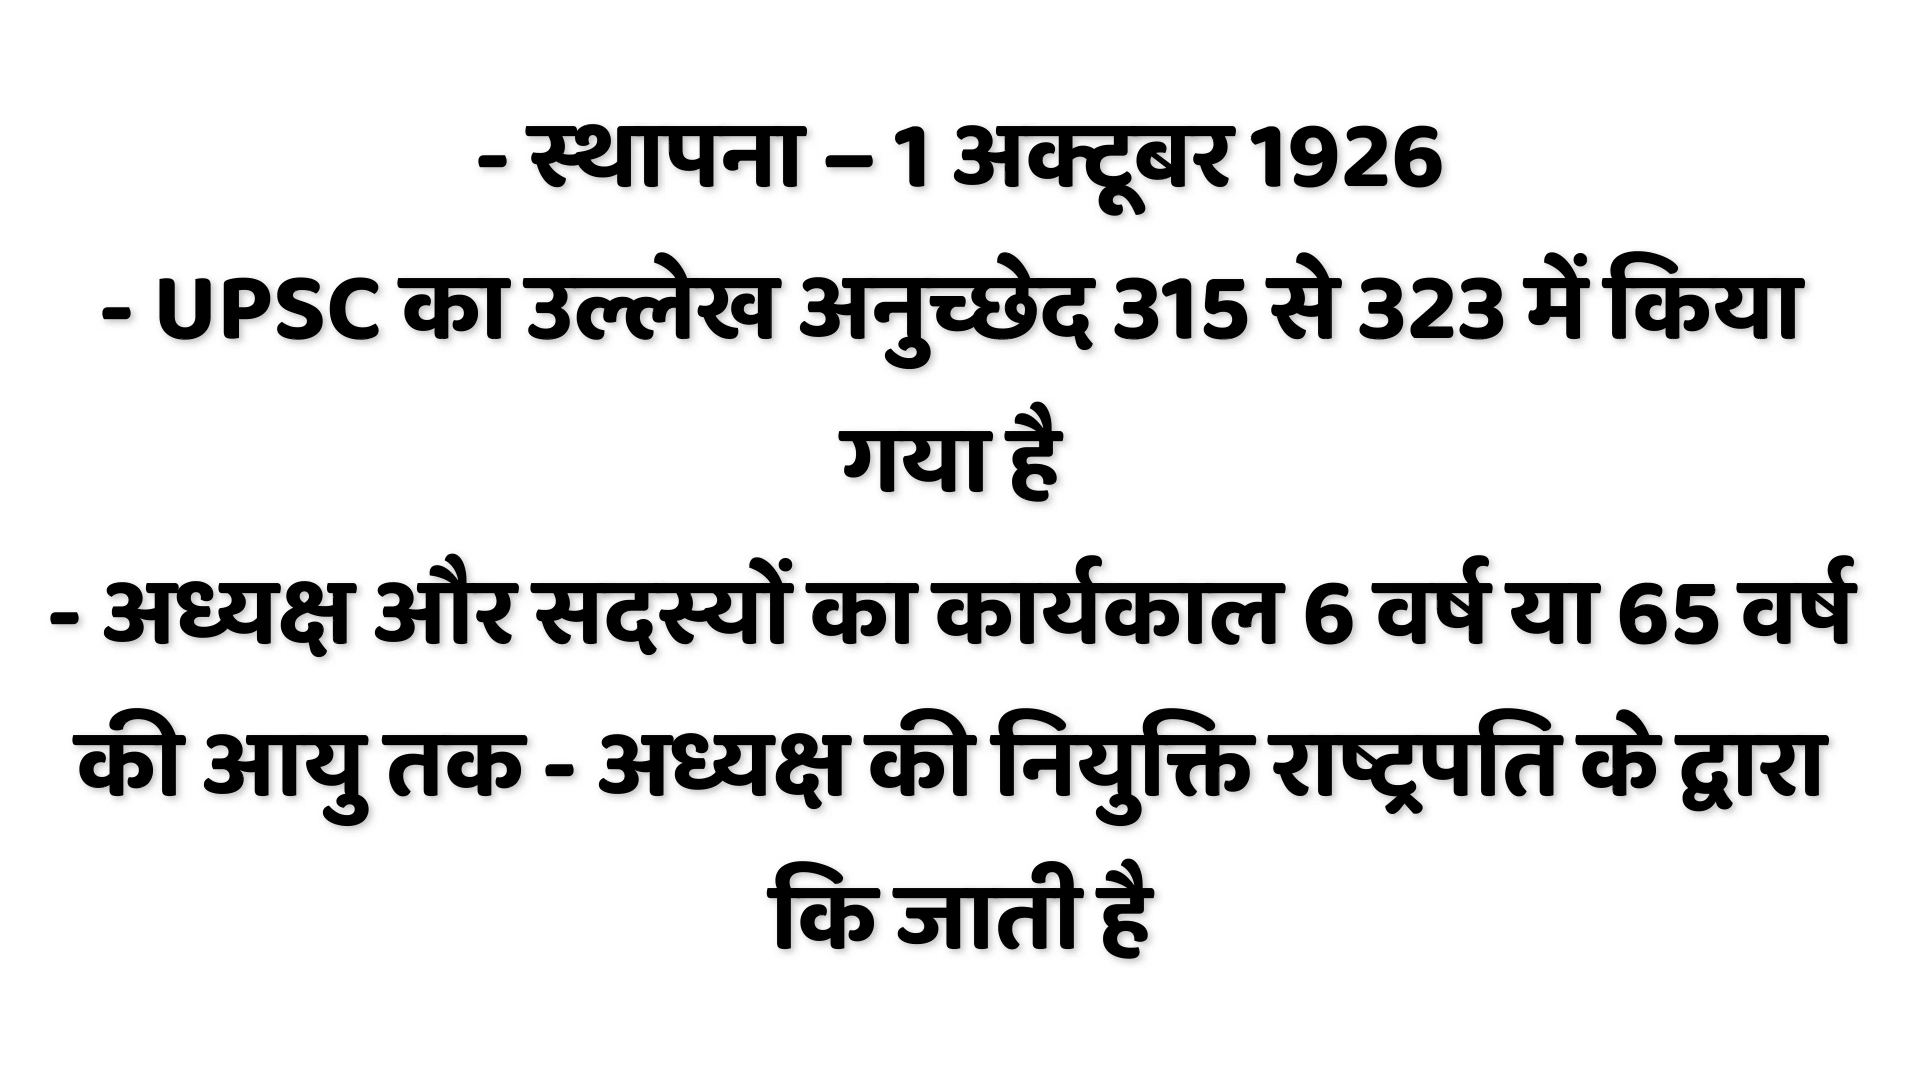 - स्थापना – 1 अक्टूबर 1926
- UPSC का उल्लेख अनुच्छेद 315 से 323 में किया
गया है
- अध्यक्ष और सदस्यों का कार्यकाल 6 वर्ष या 65 वर्ष
की आयु तक - अध्यक्ष की नियुक्ति राष्ट्रपति के द्वारा
कि जाती है